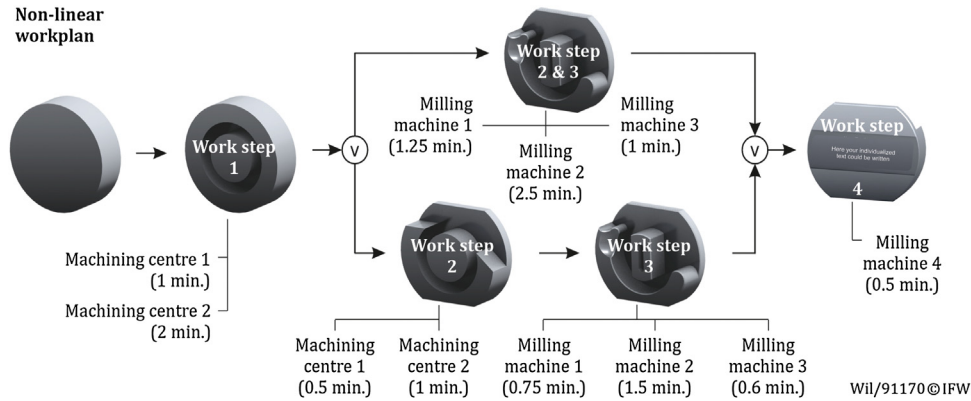 Non-linear
workplan
Work step
1
Machining centre 1
(1 min.)
Machining centre 2
(2 min.)
v
Work step
2 & 3
Milling
machine 1
(1.25 min.)
Milling
machine 2
(2.5 min.)
Milling
machine 3
(1 min.)
Work step
2
Machining
centre 1
(0.5 min.)
Machining
centre 2
(1 min.)
Work step
3
Milling
machine 1
(0.75 min.)
Milling
machine 2
(1.5 min.)
Milling
machine 3
(0.6 min.)
v
Work step
Here your individualized
text could be written
4
Milling
machine 4
(0.5 min.)
Wil/91170©IFW